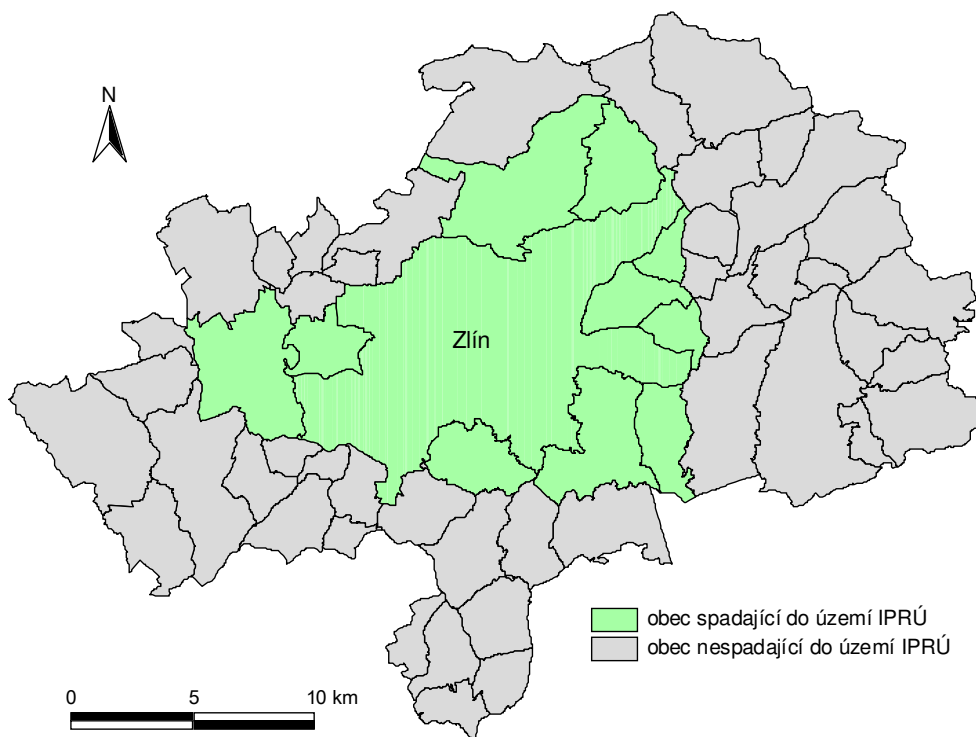 N
Zlín
obec spadající do území IPRÚ
obec nespadající do území IPRÚ
0 5 10 km